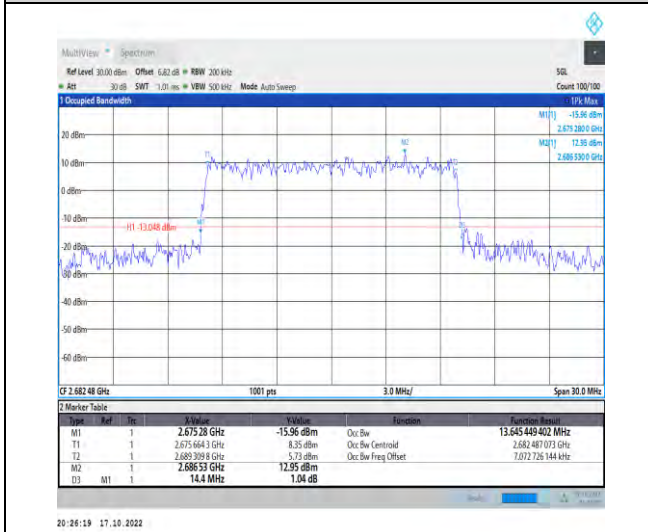 MultiView Spectrum
Ref Level 30.00 dBm Offset 6.82 dB RBW 200 kHz SGL
Att 30 dB SWT 1.01 ms VBW 500 kHz Mode Auto Sweep Count 100/100
1 Occupied Bandwidth 1Pk Max
M1[1] -15.96 dBm
2.675 280 0 GHz
M2[1] 12.95 dBm
2.686 530 0 GHz
20 dBm
M2
T1
10 dBm
0 dBm
-10 dBm
H1 -13.048 dBm
M1
-20 dBm
-30 dBm
-40 dBm
-50 dBm
-60 dBm
CF 2.682 48 GHz 1001 pts 3.0 MHz/ Span 30.0 MHz
2 Marker Table
Type Ref Trc X-Value Y-Value Function Function Result
M1 1 2.675 28 GHz -15.96 dBm Occ Bw 13.645 449 402 MHz
T1 1 2.675 664 3 GHz 8.35 dBm Occ Bw Centroid 2.682 487 073 GHz
T2 1 2.689 309 8 GHz 5.73 dBm Occ Bw Freq Offset 7.072 726 144 kHz
M2 1 2.686 53 GHz 12.95 dBm
D3 M1 1 14.4 MHz 1.04 dB
20:26:19 17.10.2022